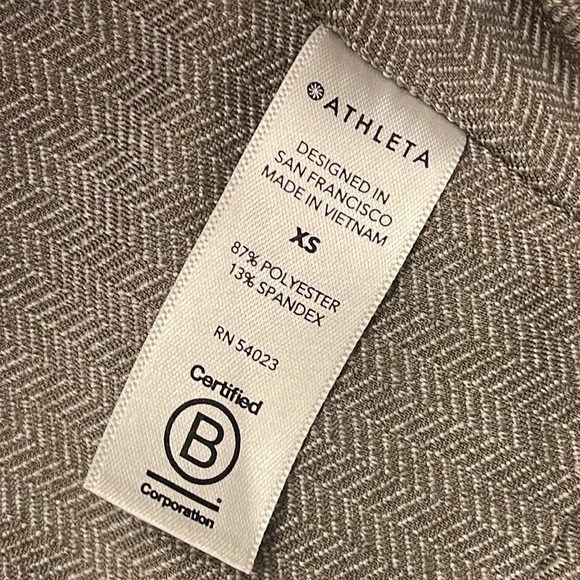 ATHLETA
DESIGNED IN
SAN FRANCISCO
MADE IN VIETNAM
XS
87% POLYESTER
13% SPANDEX
RN 54023
Certified
B
Corporation